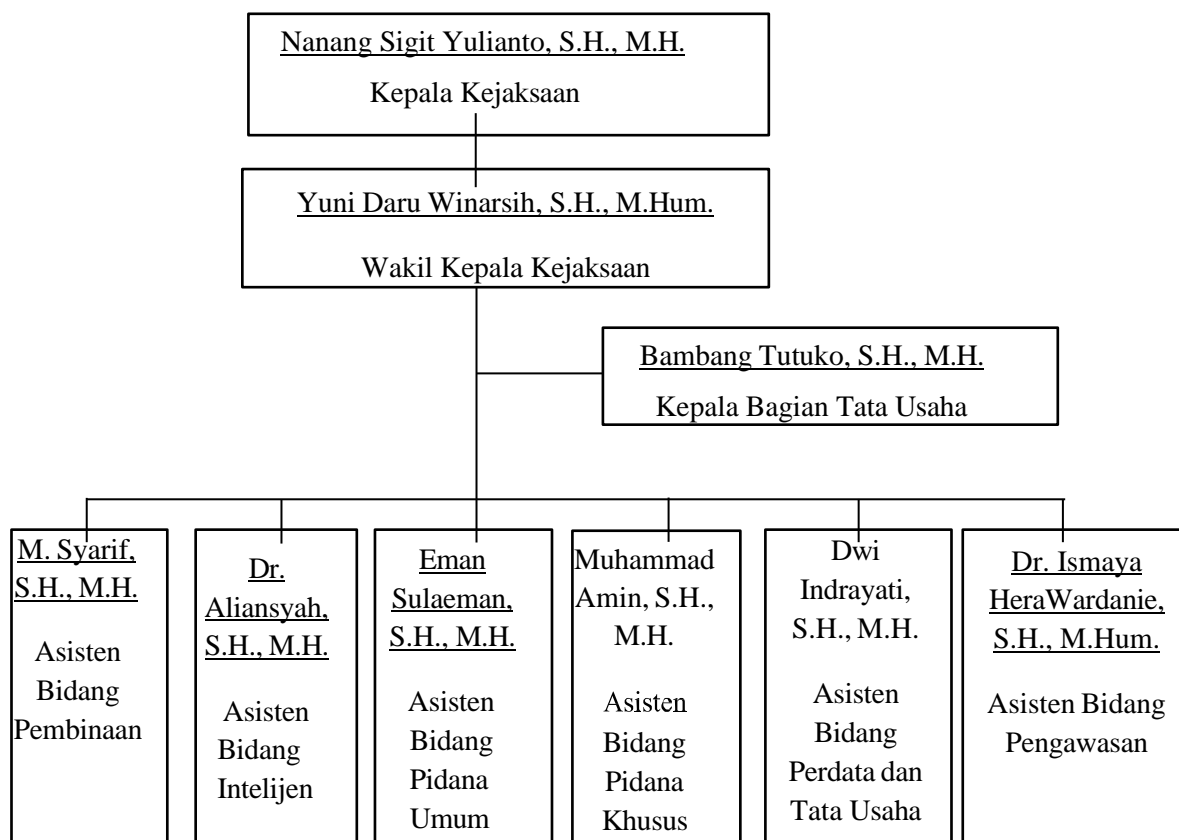 Nanang Sigit Yulianto, S.H., M.H.
Kepala Kejaksaan
Yuni Daru Winarsih, S.H., M.Hum.
Wakil Kepala Kejaksaan
Bambang Tutuko, S.H., M.H.
Kepala Bagian Tata Usaha
M. Syarif,
S.H., M.H.
Asisten
Bidang
Pembinaan
Dr.
Aliansyah,
S.H., M.H.
Asisten
Bidang
Intelijen
Eman
Sulaeman,
S.H., M.H.
Asisten
Bidang
Pidana
Umum
Muhammad
Amin, S.H.,
M.H.
Asisten
Bidang
Pidana
Khusus
Dwi
Indrayati,
S.H., M.H.
Asisten
Bidang
Perdata dan
Tata Usaha
Dr. Ismaya
HeraWardanie,
S.H., M.Hum.
Asisten Bidang
Pengawasan